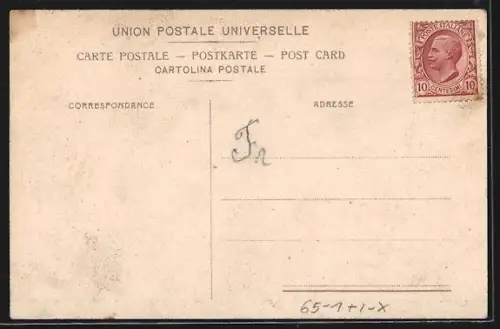 UNION POSTALE UNIVERSELLE
CARTE POSTALE — POSTKARTE — POST CARD
CARTOLINA POSTALE
CORRESPONDANCE
ADRESSE
POSTE ITALIANE
10 CENTESIMI 10
65-1+1-X